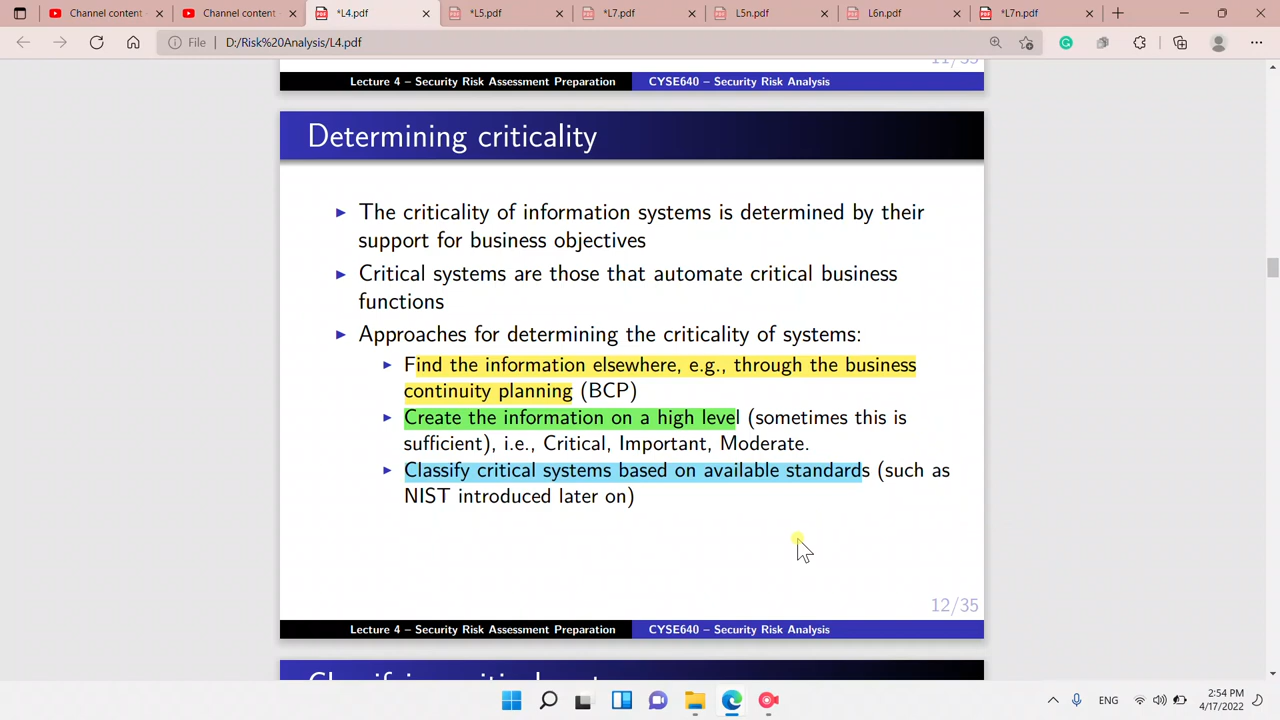 Channel content
Channel content
*L4.pdf
*L5.pdf
*L7.pdf
L5n.pdf
L6n.pdf
*L7n.pdf
File
D:/Risk%20Analysis/L4.pdf
11/35
Lecture 4 – Security Risk Assessment Preparation
CYSE640 – Security Risk Analysis
Determining criticality
The criticality of information systems is determined by their
support for business objectives
Critical systems are those that automate critical business
functions
Approaches for determining the criticality of systems:
Find the information elsewhere, e.g., through the business
continuity planning (BCP)
Create the information on a high level (sometimes this is
sufficient), i.e., Critical, Important, Moderate.
Classify critical systems based on available standards (such as
NIST introduced later on)
12/35
Lecture 4 – Security Risk Assessment Preparation
CYSE640 – Security Risk Analysis
ENG
2:54 PM
4/17/2022